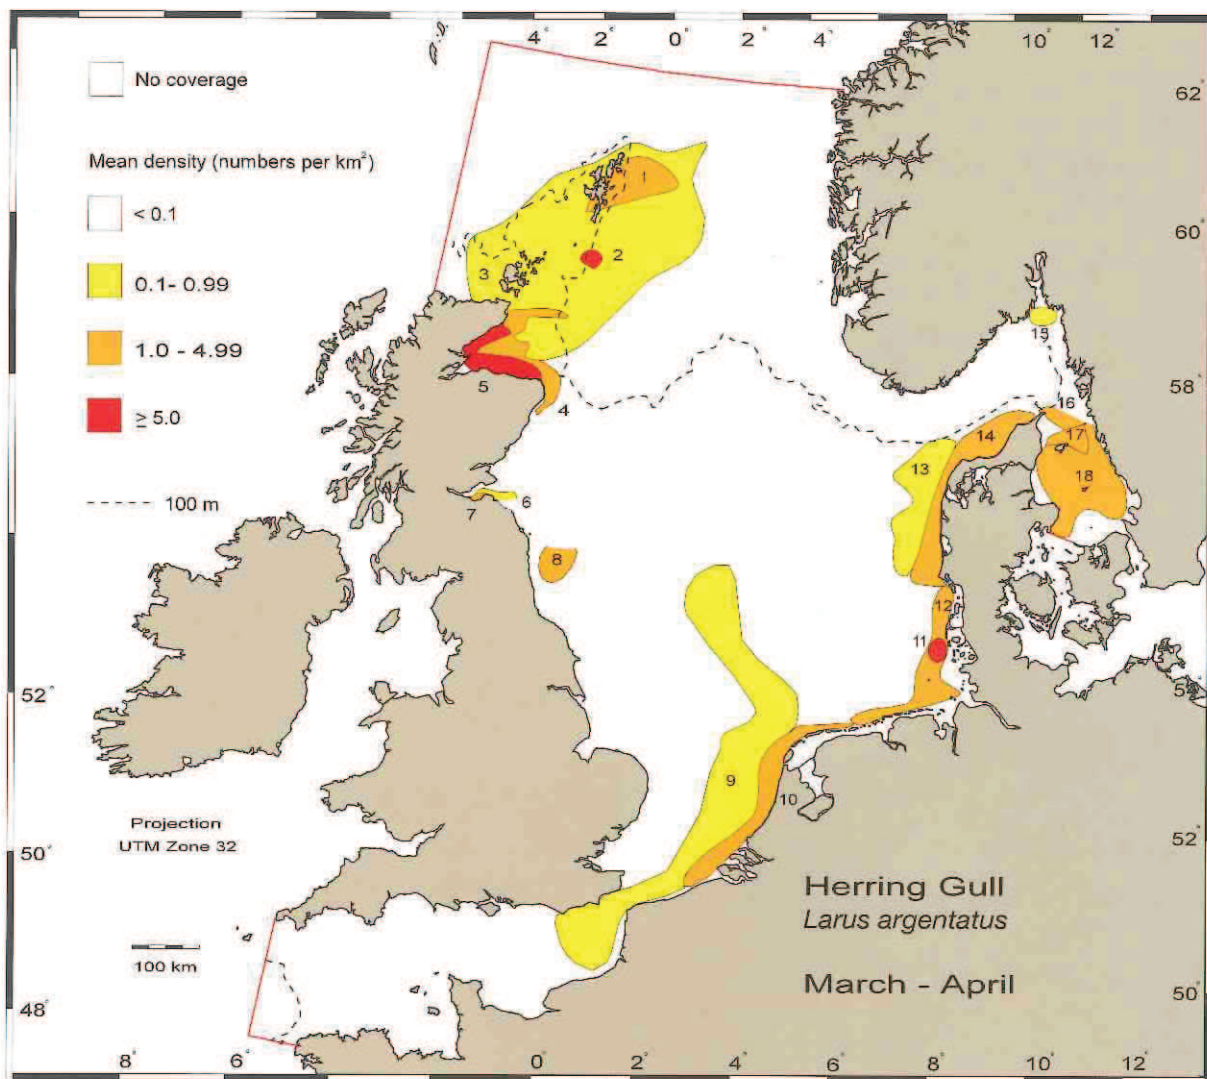 4° 2° 0° 2° 4° 10° 12°
62°
No coverage
Mean density (numbers per km²)
1
< 0.1
60°
2
3
0.1- 0.99
15
1.0 - 4.99
5
58°
16
4
≥ 5.0
14
17
13
18
100 m
6
7
8
12
11
52°
53°
9
10
Projection
UTM Zone 32
52°
50°
Herring Gull
Larus argentatus
100 km
March - April
50°
48°
6° 0° 2° 4° 6° 8° 10° 12°